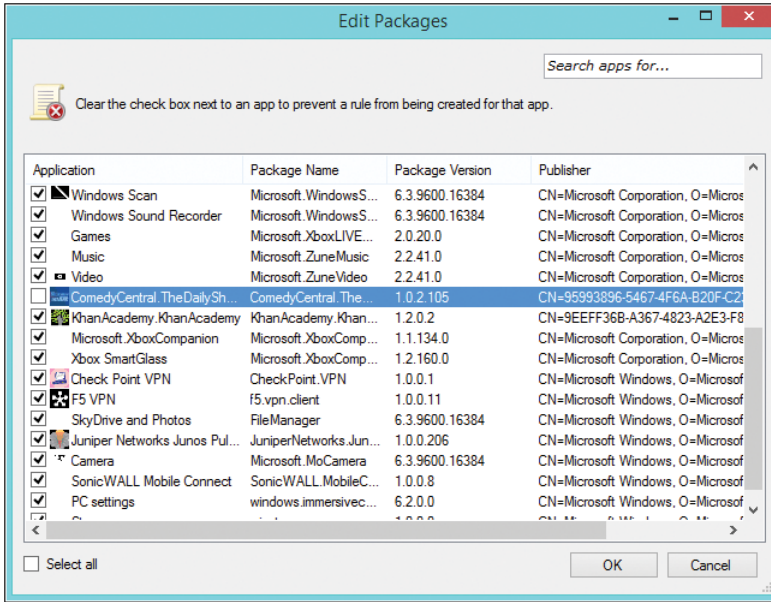 Edit Packages
Search apps for...
Clear the check box next to an app to prevent a rule from being created for that app.
Application Package Name Package Version Publisher
Windows Scan Microsoft.WindowsS... 6.3.9600.16384 CN=Microsoft Corporation, O=Micros
Windows Sound Recorder Microsoft.WindowsS... 6.3.9600.16384 CN=Microsoft Corporation, O=Micros
Games Microsoft.XboxLIVE... 2.0.20.0 CN=Microsoft Corporation, O=Micros
Music Microsoft.ZuneMusic 2.2.41.0 CN=Microsoft Corporation, O=Micros
Video Microsoft.ZuneVideo 2.2.41.0 CN=Microsoft Corporation, O=Micros
ComedyCentral.TheDailySh... ComedyCentral.The... 1.0.2.105 CN=95993896-5467-4F6A-B20F-C2
KhanAcademy.KhanAcademy KhanAcademy.Khan... 1.2.0.2 CN=9EEFF36B-A367-4823-A2E3-F8
Microsoft.XboxCompanion Microsoft.XboxComp... 1.1.134.0 CN=Microsoft Corporation, O=Micros
Xbox SmartGlass Microsoft.XboxComp... 1.2.160.0 CN=Microsoft Corporation, O=Micros
Check Point VPN CheckPoint.VPN 1.0.0.1 CN=Microsoft Windows, O=Microsof
F5 VPN f5.vpn.client 1.0.0.11 CN=Microsoft Windows, O=Microsof
SkyDrive and Photos FileManager 6.3.9600.16384 CN=Microsoft Windows, O=Microsof
Juniper Networks Junos Pul... JuniperNetworks.Jun... 1.0.0.206 CN=Microsoft Windows, O=Microsof
Camera Microsoft.MoCamera 6.3.9600.16384 CN=Microsoft Windows, O=Microsof
SonicWALL Mobile Connect SonicWALL.MobileC... 1.0.0.8 CN=Microsoft Windows, O=Microsof
PC settings windows.immersivec... 6.2.0.0 CN=Microsoft Windows, O=Microsof
Select all OK Cancel